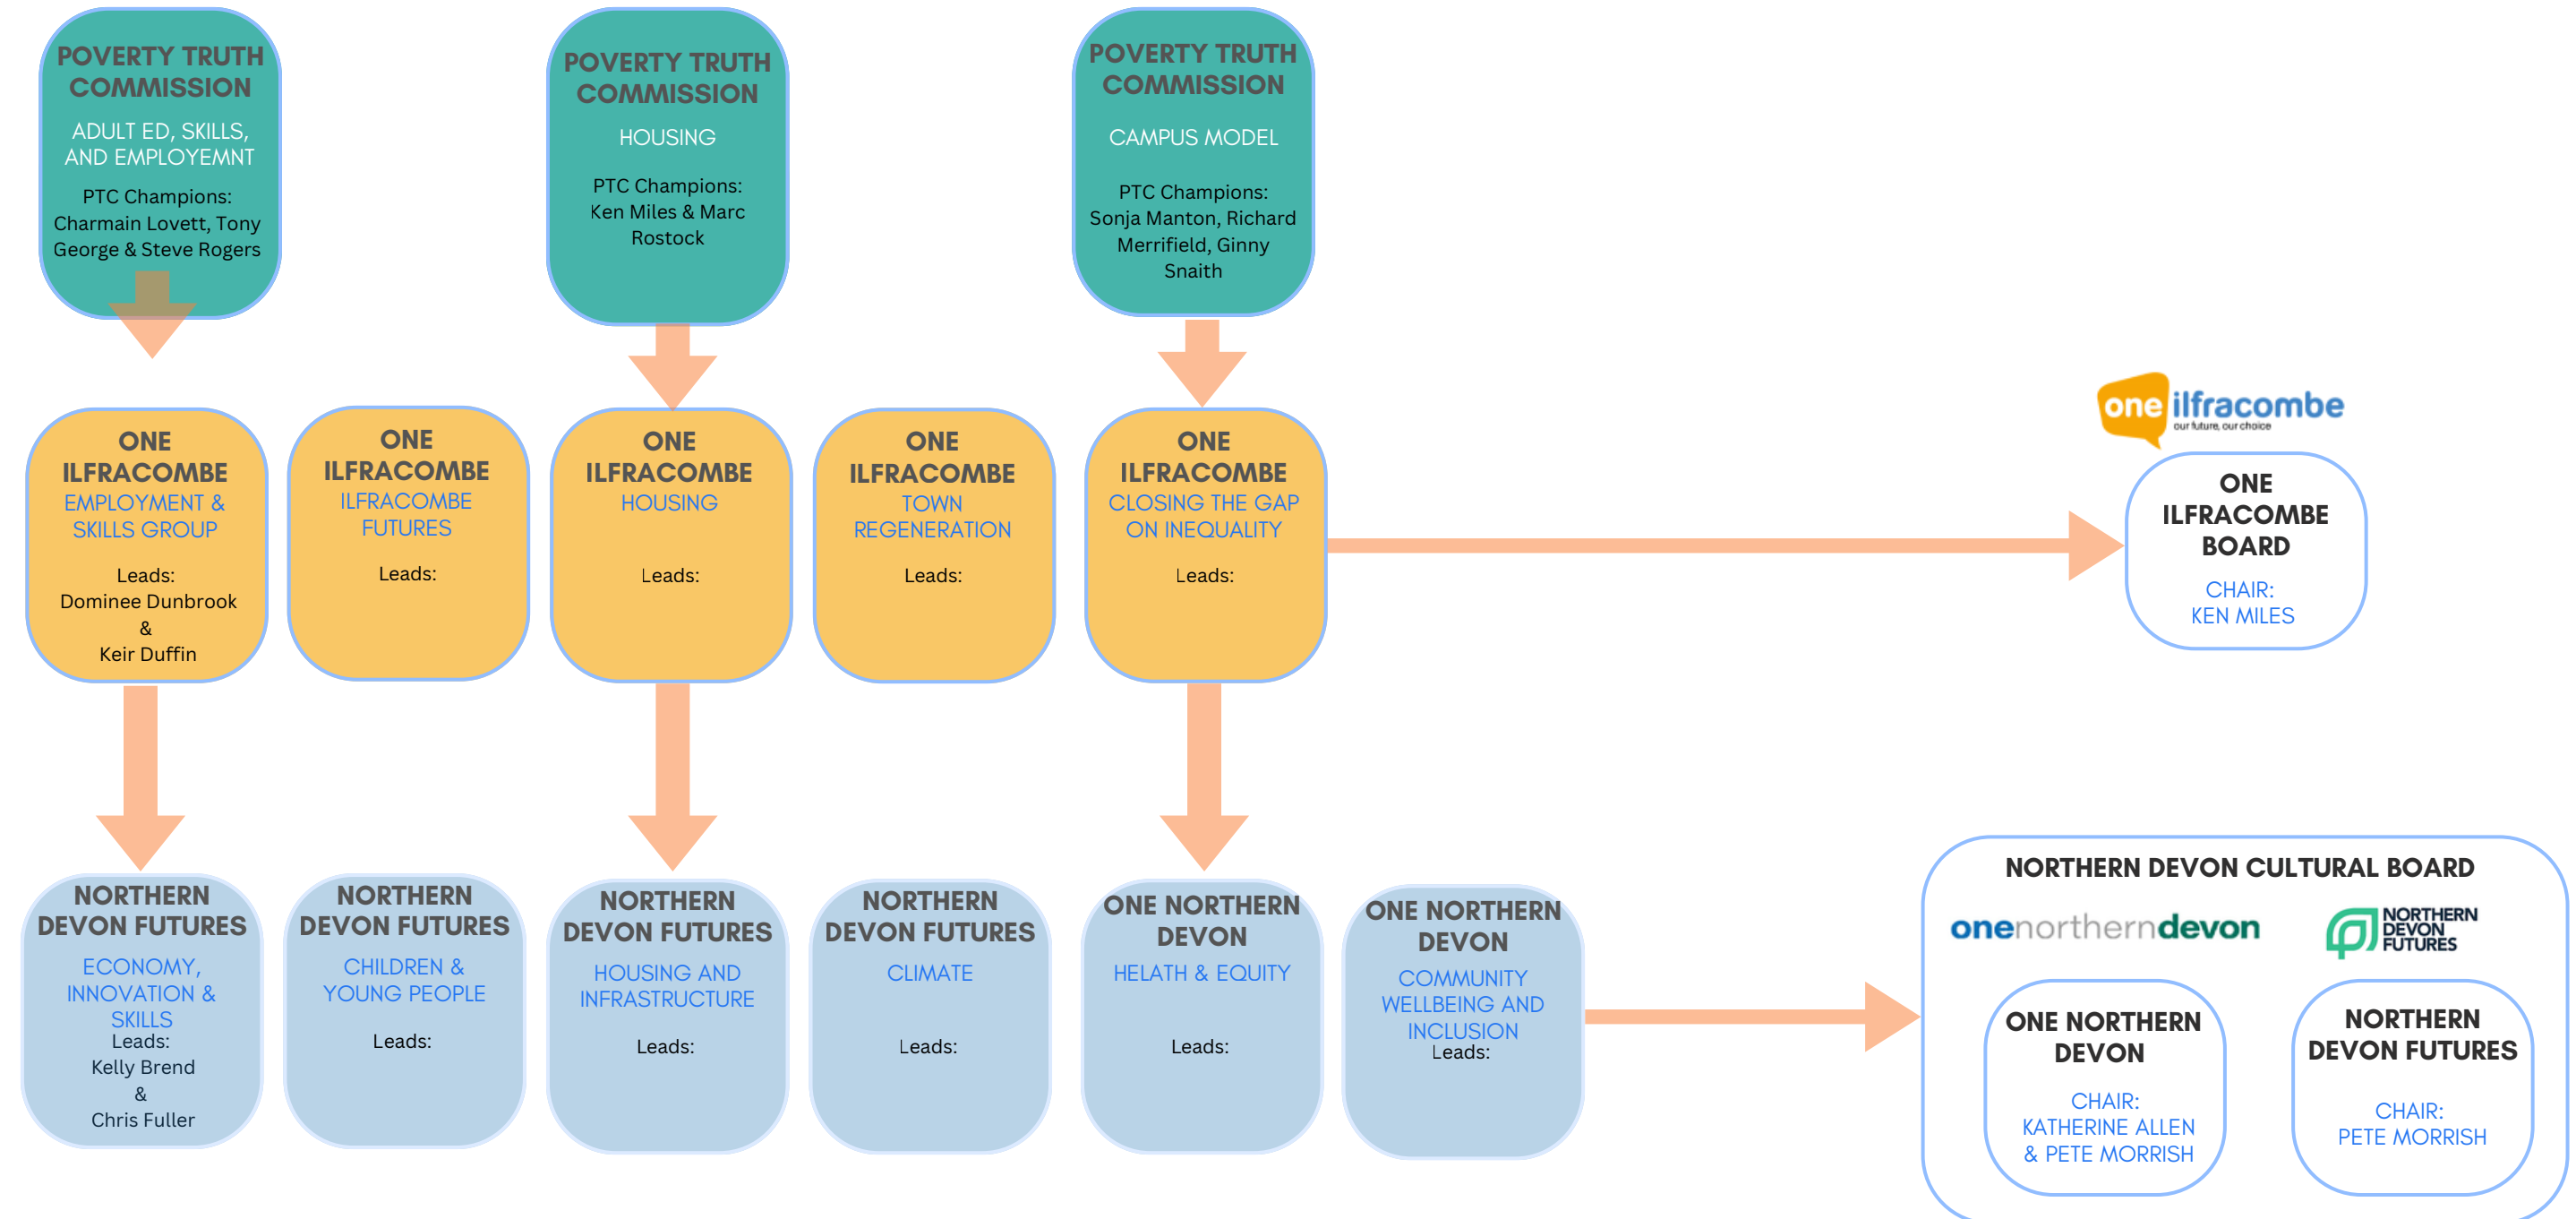 POVERTY TRUTH
COMMISSION
ADULT ED, SKILLS,
AND EMPLOYEMNT
PTC Champions:
Charmain Lovett, Tony
George & Steve Rogers
POVERTY TRUTH
COMMISSION
HOUSING
PTC Champions:
Ken Miles & Marc
Rostock
POVERTY TRUTH
COMMISSION
CAMPUS MODEL
PTC Champions:
Sonja Manton, Richard
Merrifield, Ginny
Snaith
ONE
ILFRACOMBE
EMPLOYMENT &
SKILLS GROUP
Leads:
Dominee Dunbrook
&
Keir Duffin
ONE
ILFRACOMBE
ILFRACOMBE
FUTURES
Leads:
ONE
ILFRACOMBE
HOUSING
Leads:
ONE
ILFRACOMBE
TOWN
REGENERATION
Leads:
ONE
ILFRACOMBE
CLOSING THE GAP
ON INEQUALITY
Leads:
one ilfracombe
our future, our choice
ONE
ILFRACOMBE
BOARD
CHAIR:
KEN MILES
NORTHERN
DEVON FUTURES
ECONOMY,
INNOVATION &
SKILLS
Leads:
Kelly Brend
&
Chris Fuller
NORTHERN
DEVON FUTURES
CHILDREN &
YOUNG PEOPLE
Leads:
NORTHERN
DEVON FUTURES
HOUSING AND
INFRASTRUCTURE
Leads:
NORTHERN
DEVON FUTURES
CLIMATE
Leads:
ONE NORTHERN
DEVON
HELATH & EQUITY
Leads:
ONE NORTHERN
DEVON
COMMUNITY
WELLBEING AND
INCLUSION
Leads:
NORTHERN DEVON CULTURAL BOARD
onenortherndevon
NORTHERN
DEVON
FUTURES
ONE NORTHERN
DEVON
CHAIR:
KATHERINE ALLEN
& PETE MORRISH
NORTHERN
DEVON FUTURES
CHAIR:
PETE MORRISH